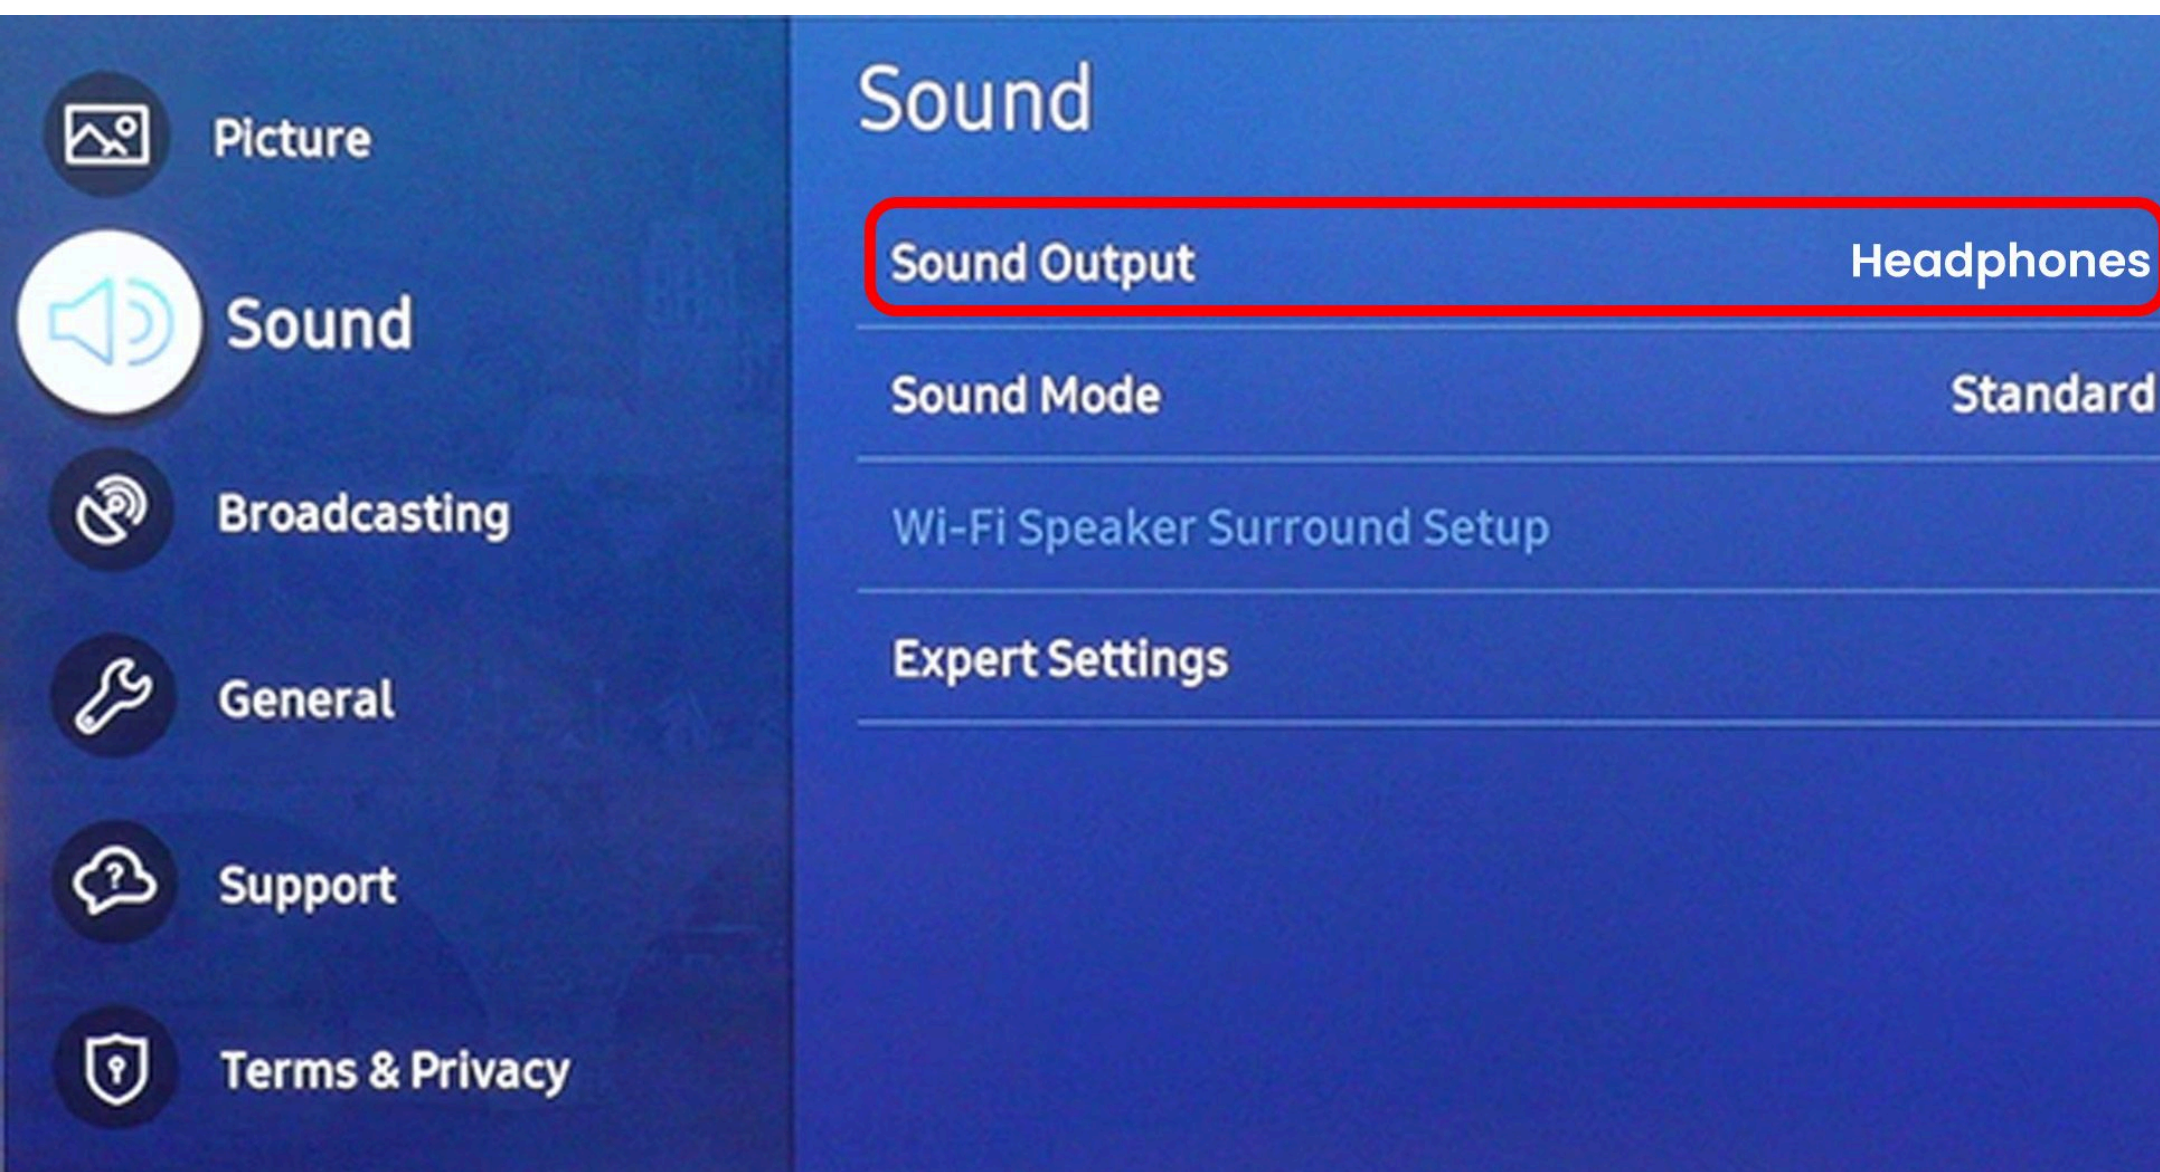 Picture
Sound
Broadcasting
General
Support
Terms & Privacy
Sound
Sound Output Headphones
Sound Mode Standard
Wi-Fi Speaker Surround Setup
Expert Settings